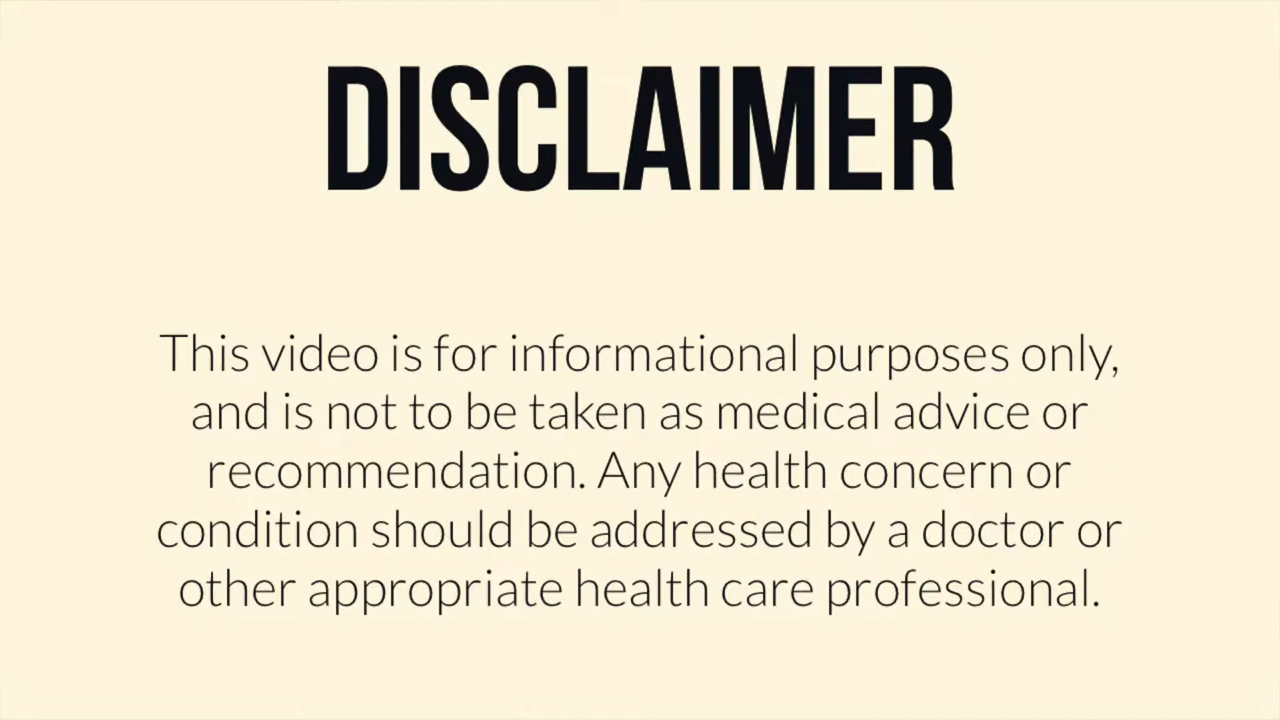 DISCLAIMER
This video is for informational purposes only,
and is not to be taken as medical advice or
recommendation. Any health concern or
condition should be addressed by a doctor or
other appropriate health care professional.